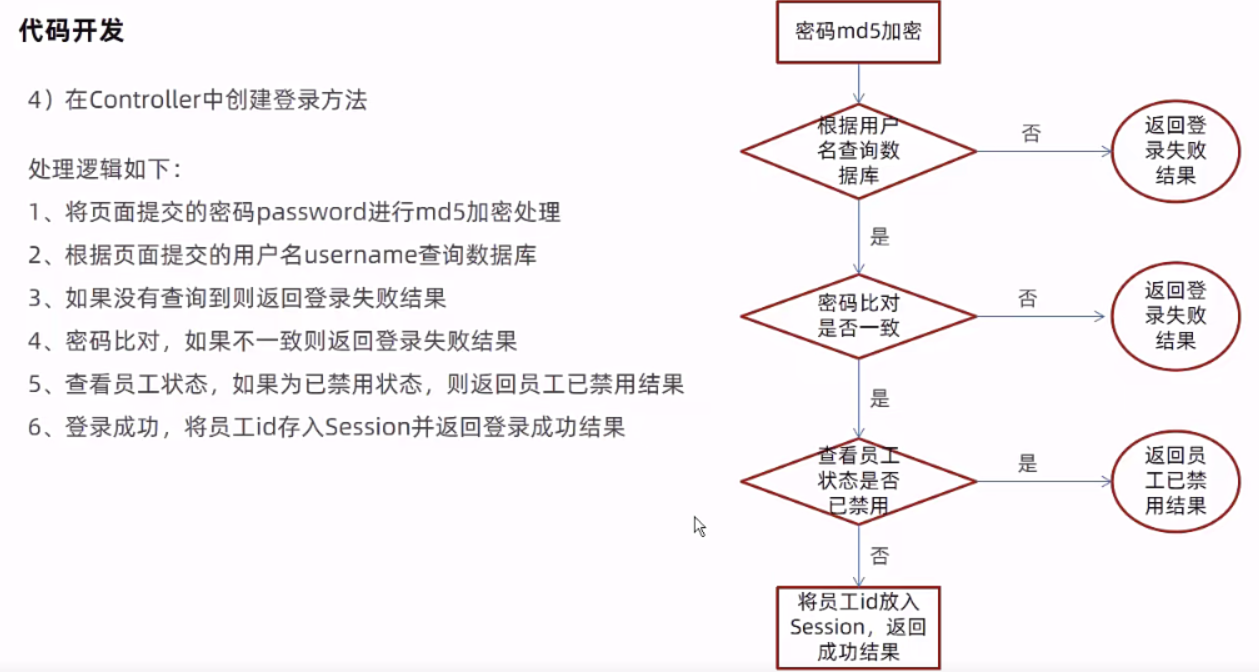 代码开发
4）在Controller中创建登录方法
处理逻辑如下：
1、将页面提交的密码password进行md5加密处理
2、根据页面提交的用户名username查询数据库
3、如果没有查询到则返回登录失败结果
4、密码比对，如果不一致则返回登录失败结果
5、查看员工状态，如果为已禁用状态，则返回员工已禁用结果
6、登录成功，将员工id存入Session并返回登录成功结果
密码md5加密
根据用户
名查询数
据库
否
返回登
录失败
结果
是
密码比对
是否一致
否
返回登
录失败
结果
是
查看员工
状态是否
已禁用
是
返回员
工已禁
用结果
否
将员工id放入
Session，返回
成功结果